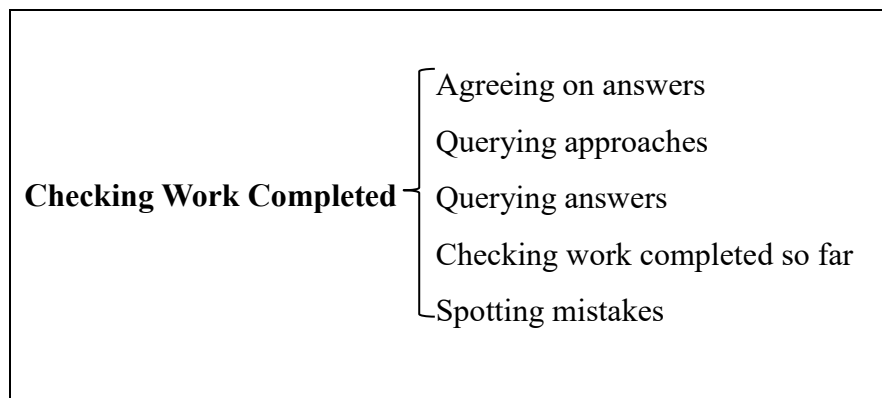 Agreeing on answers
Querying approaches
Checking Work Completed
Querying answers
Checking work completed so far
Spotting mistakes